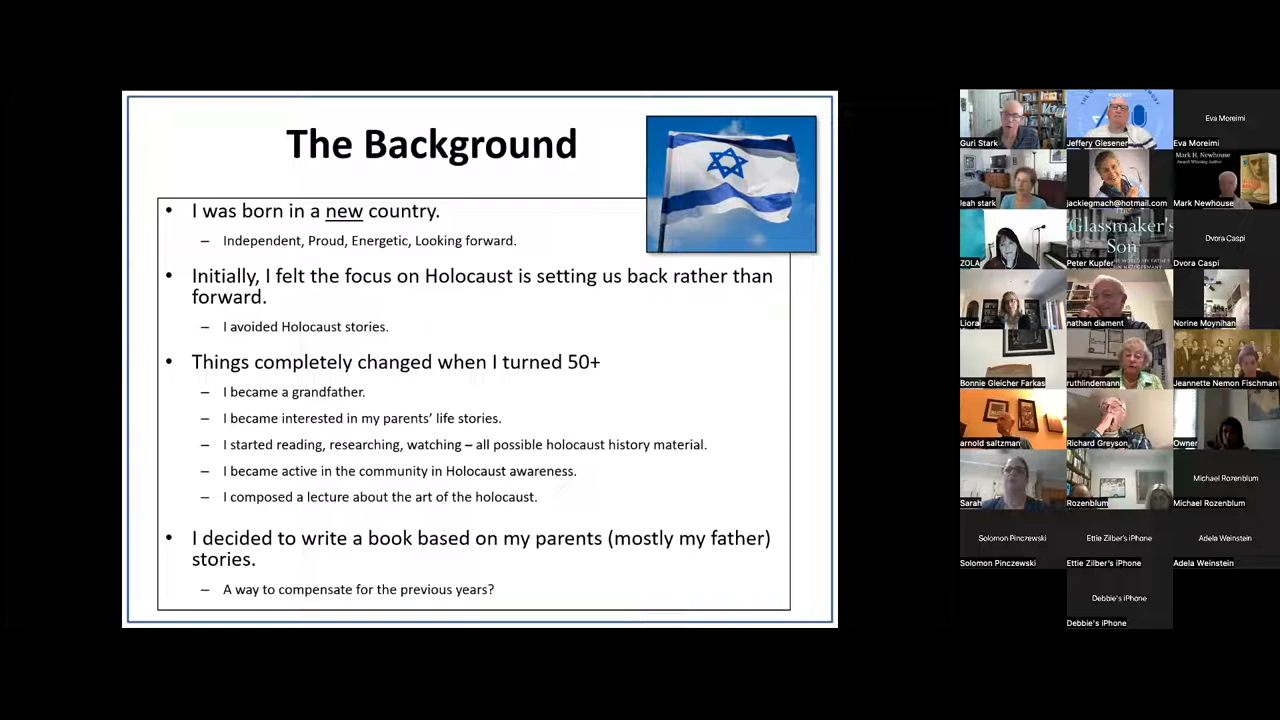 The Background
• I was born in a new country.
– Independent, Proud, Energetic, Looking forward.
• Initially, I felt the focus on Holocaust is setting us back rather than
forward.
– I avoided Holocaust stories.
• Things completely changed when I turned 50+
– I became a grandfather.
– I became interested in my parents’ life stories.
– I started reading, researching, watching – all possible holocaust history material.
– I became active in the community in Holocaust awareness.
– I composed a lecture about the art of the holocaust.
• I decided to write a book based on my parents (mostly my father)
stories.
– A way to compensate for the previous years?
PODCAST
Guri Stark
Jeffery Giesener
Eva Moreimi
Eva Moreimi
leah stark
jackiegmach@hotmail.com
Mark H. Newhouse
Award Winning Author
Mark Newhouse
ZOLA
Glassmaker's
Son
Peter Kupfer
Dvora Caspi
Dvora Caspi
Liora
nathan diament
Norine Moynihan
Bonnie Gleicher Farkas
ruthlindemann
Jeannette Nemon Fischman
arnold saltzman
Richard Greyson
Owner
Sarah
Rozenblum
Michael Rozenblum
Michael Rozenblum
Solomon Pinczewski
Solomon Pinczewski
Ettie Zilber's iPhone
Ettie Zilber's iPhone
Adela Weinstein
Adela Weinstein
Debbie's iPhone
Debbie's iPhone